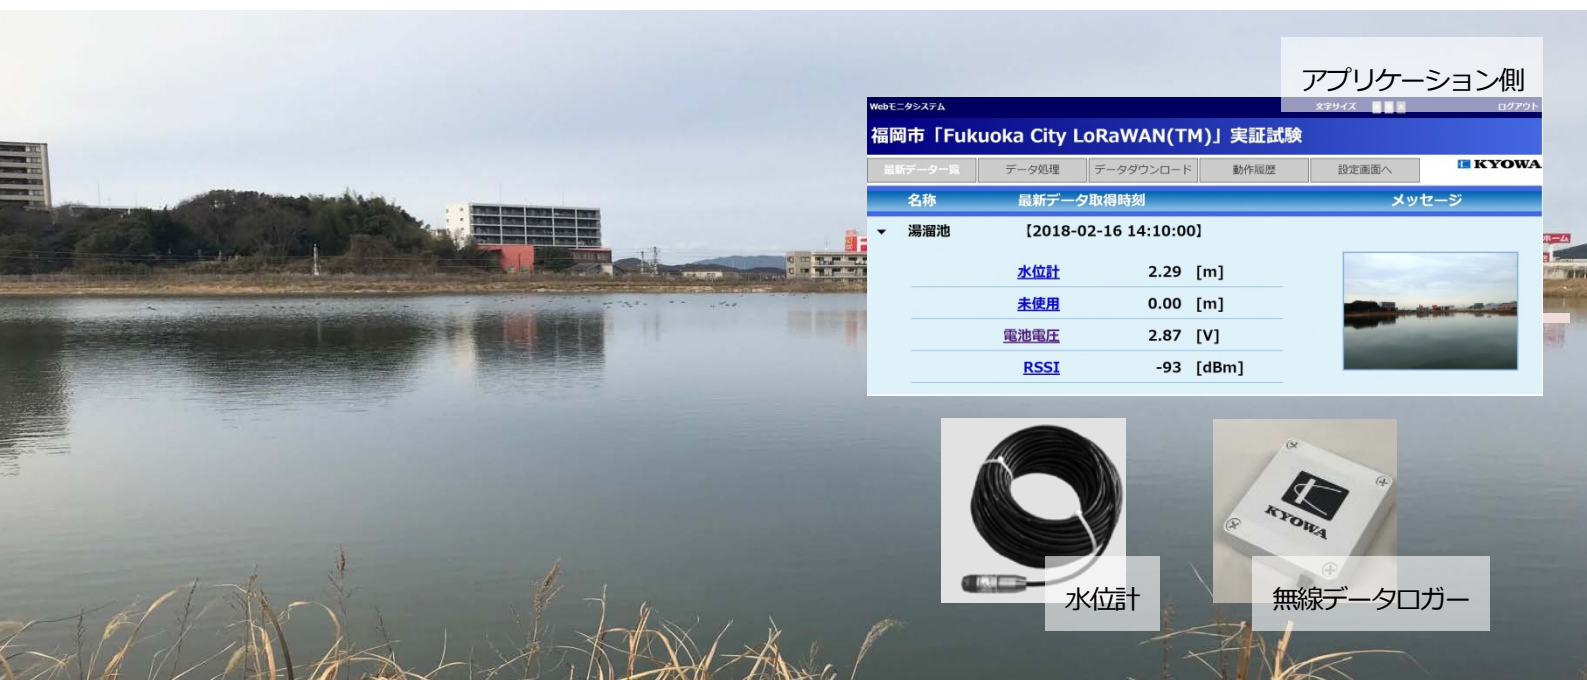 アプリケーション側
Webモニタシステム 文字サイズ ログアウト
福岡市「Fukuoka City LoRaWAN(TM)」実証試験
最新データ一覧 データ処理 データダウンロード 動作履歴 設定画面へ KYOWA
名称 最新データ取得時刻 メッセージ
湯溜池 【2018-02-16 14:10:00】
水位計 2.29 [m]
未使用 0.00 [m]
電池電圧 2.87 [V]
RSSI -93 [dBm]
KYOWA
水位計
無線データロガー